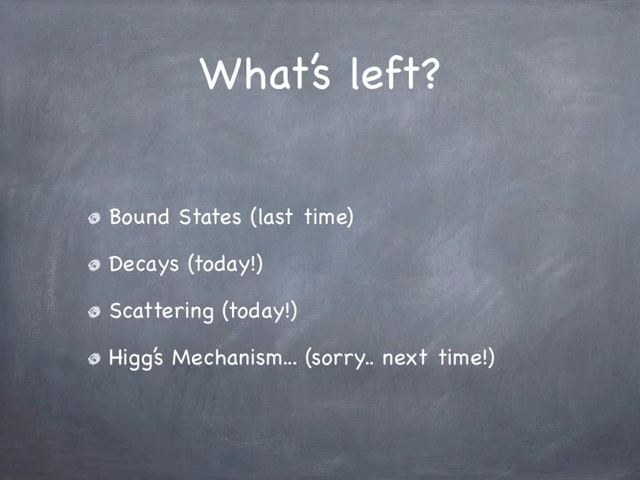 What's left?
Bound States (last time)
Decays (today!)
Scattering (today!)
Higg's Mechanism... (sorry.. next time!)